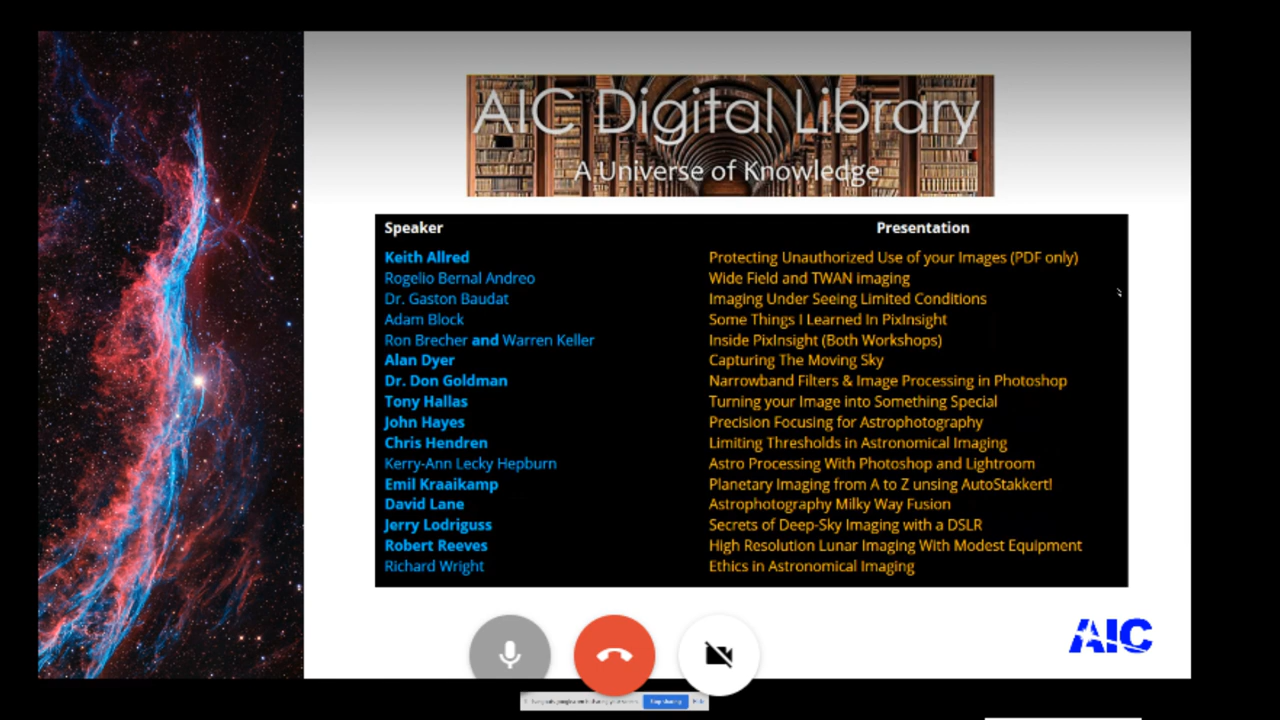 AIC Digital Library
A Universe of Knowledge
Speaker Presentation
Keith Allred Protecting Unauthorized Use of your Images (PDF only)
Rogelio Bernal Andreo Wide Field and TWAN imaging
Dr. Gaston Baudat Imaging Under Seeing Limited Conditions
Adam Block Some Things I Learned In PixInsight
Ron Brecher and Warren Keller Inside PixInsight (Both Workshops)
Alan Dyer Capturing The Moving Sky
Dr. Don Goldman Narrowband Filters & Image Processing in Photoshop
Tony Hallas Turning your Image into Something Special
John Hayes Precision Focusing for Astrophotography
Chris Hendren Limiting Thresholds in Astronomical Imaging
Kerry-Ann Lecky Hepburn Astro Processing With Photoshop and Lightroom
Emil Kraaikamp Planetary Imaging from A to Z unsing AutoStakkert!
David Lane Astrophotography Milky Way Fusion
Jerry Lodriguss Secrets of Deep-Sky Imaging with a DSLR
Robert Reeves High Resolution Lunar Imaging With Modest Equipment
Richard Wright Ethics in Astronomical Imaging
AIC
Stop sharing Hide